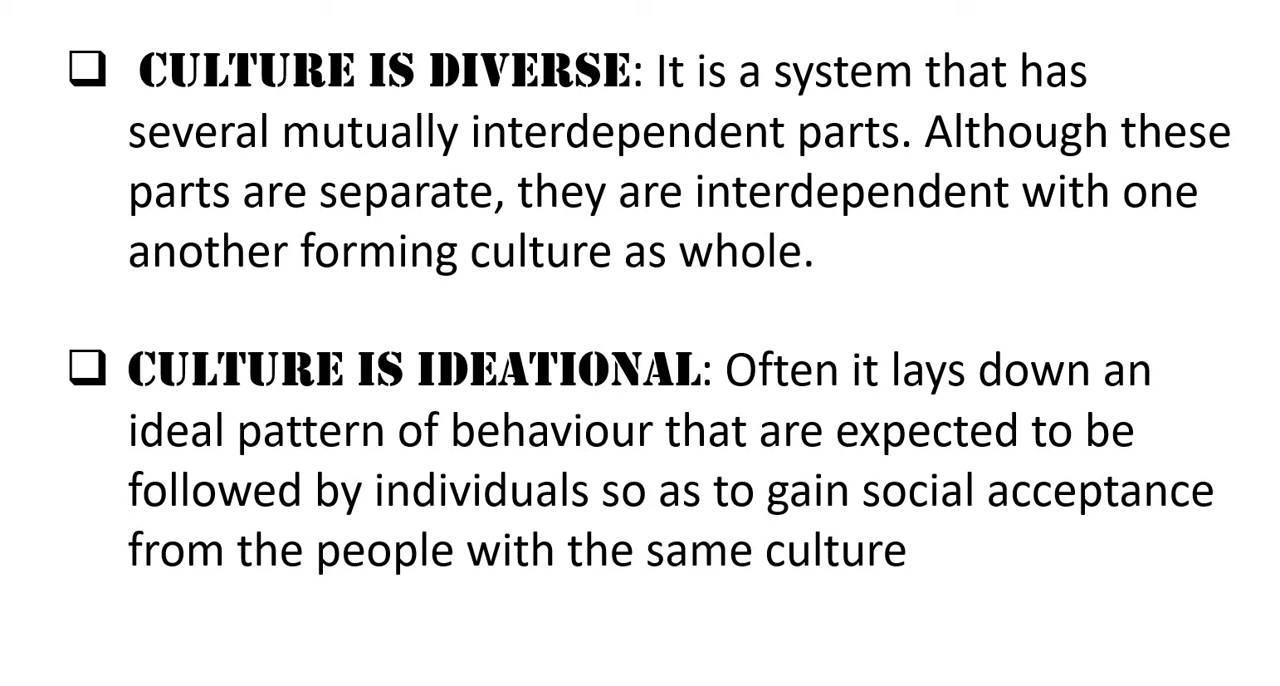 ❑ CULTURE IS DIVERSE: It is a system that has
several mutually interdependent parts. Although these
parts are separate, they are interdependent with one
another forming culture as whole.
❑ CULTURE IS IDEATIONAL: Often it lays down an
ideal pattern of behaviour that are expected to be
followed by individuals so as to gain social acceptance
from the people with the same culture